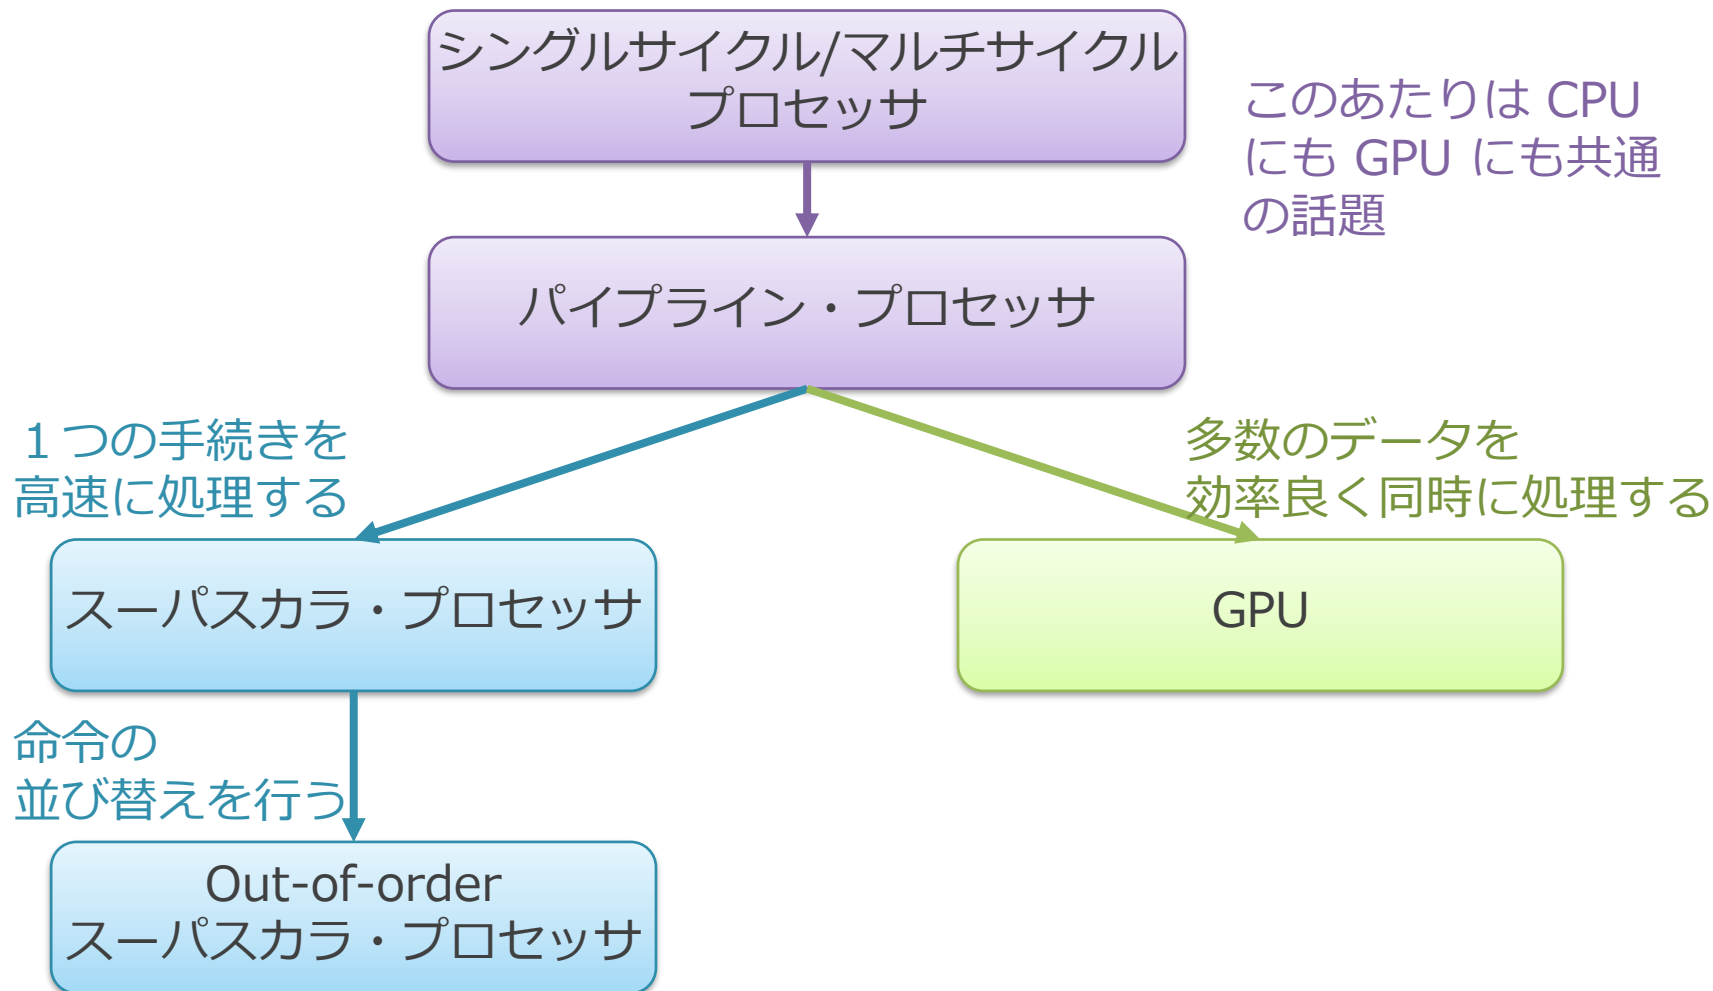 シングルサイクル/マルチサイクル
プロセッサ
このあたりは CPU
にも GPU にも共通
の話題
パイプライン・プロセッサ
１つの手続きを
高速に処理する
多数のデータを
効率良く同時に処理する
スーパスカラ・プロセッサ
GPU
命令の
並び替えを行う
Out-of-order
スーパスカラ・プロセッサ